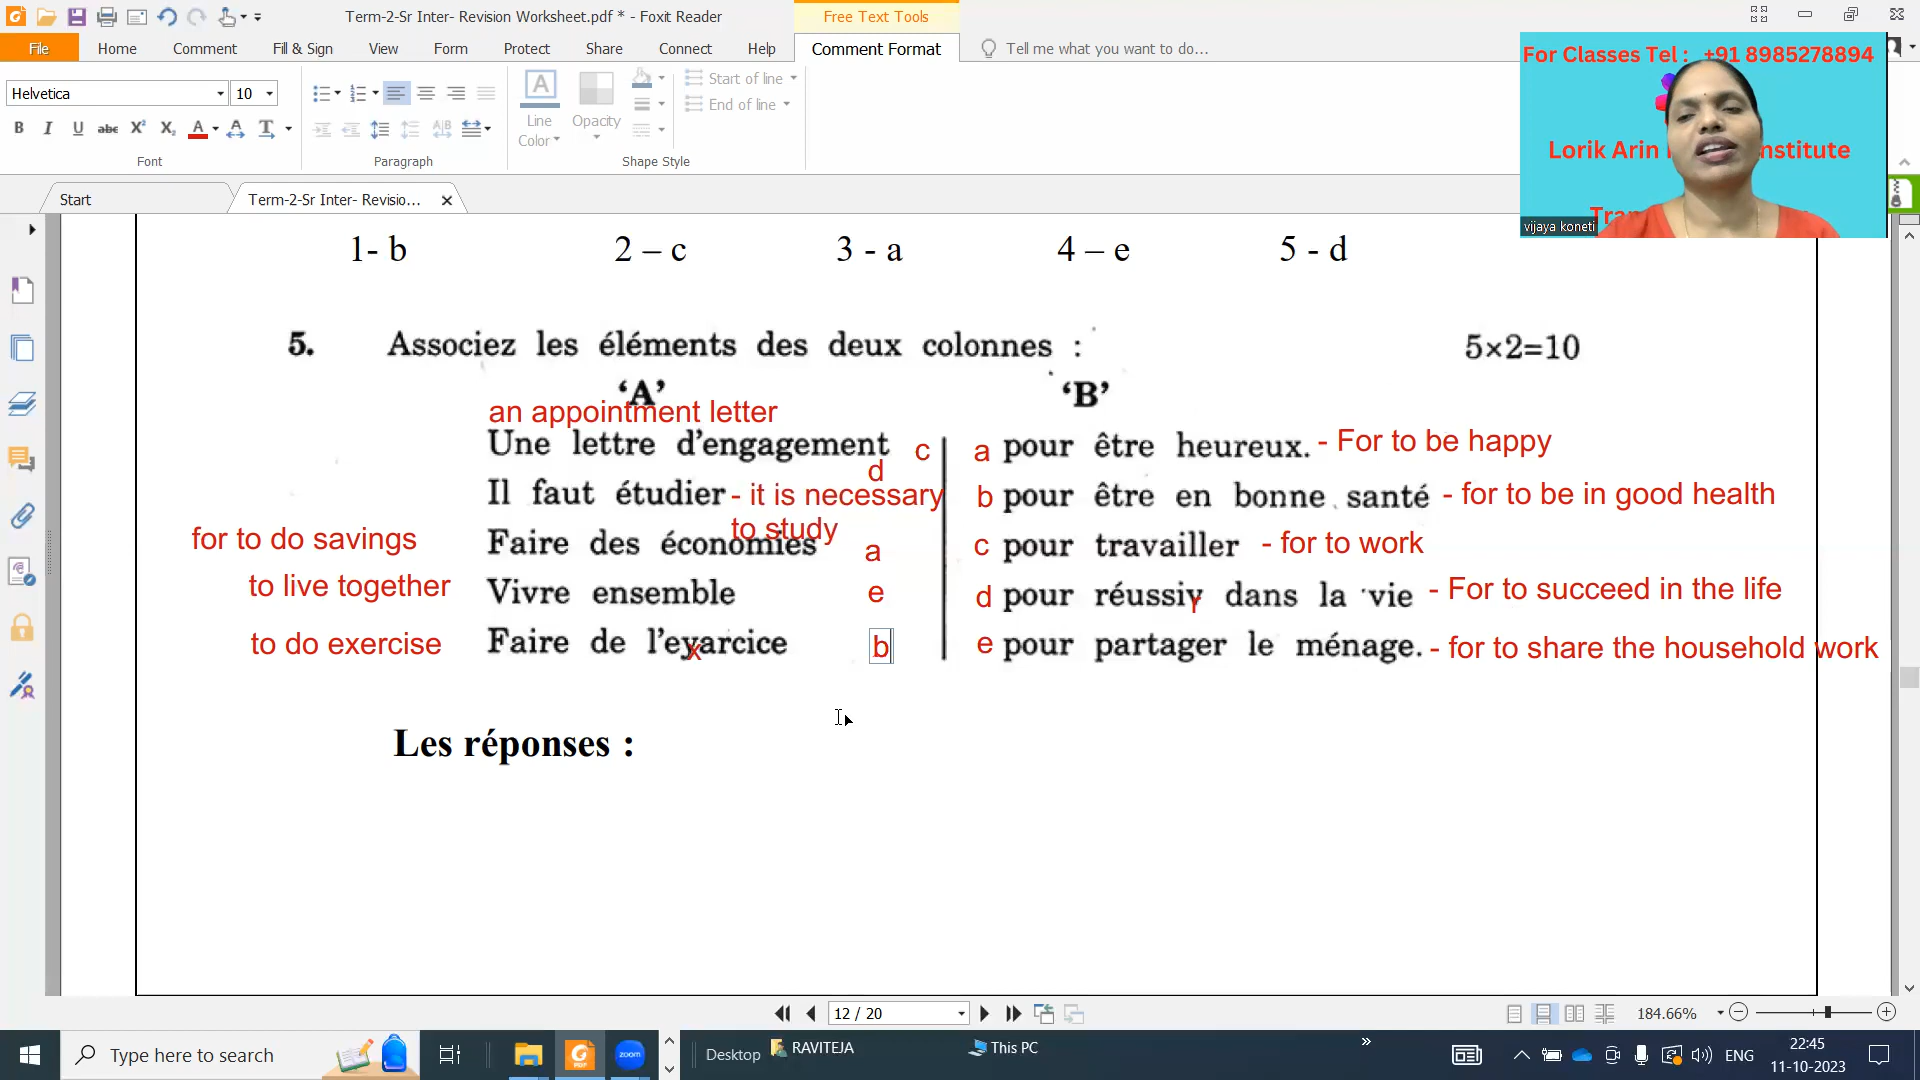 Term-2-Sr Inter- Revision Worksheet.pdf * - Foxit Reader
Free Text Tools
File Home Comment Fill & Sign View Form Protect Share Connect Help Comment Format Tell me what you want to do...
For Classes Tel : +91 8985278894
Helvetica 10
Start of line
End of line
B I U abc X² X₂ A A T
Line Color
Opacity
Font Paragraph Shape Style
Lorik Arin nstitute
Start
Term-2-Sr Inter- Revisio...
vijaya koneti
1- b 2 – c 3 - a 4 – e 5 - d
5. Associez les éléments des deux colonnes : 5×2=10
‘A’ ‘B’
an appointment letter
Une lettre d'engagement c a pour être heureux. - For to be happy
d
Il faut étudier - it is necessary b pour être en bonne santé - for to be in good health
to study
for to do savings Faire des économies a c pour travailler - for to work
to live together Vivre ensemble e d pour réussiy r dans la vie - For to succeed in the life
to do exercise Faire de l'eyarcice x b e pour partager le ménage. - for to share the household work
Les réponses :
12 / 20
184.66%
Type here to search
zoom
Desktop
RAVITEJA
This PC
ENG
22:45
11-10-2023